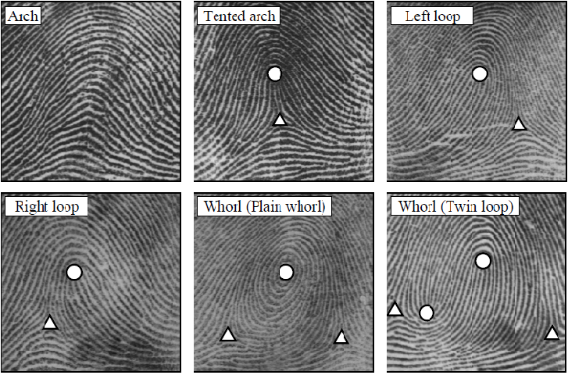 Arch
Tented arch
Left loop
Right loop
Whorl (Plain whorl)
Whorl (Twin loop)